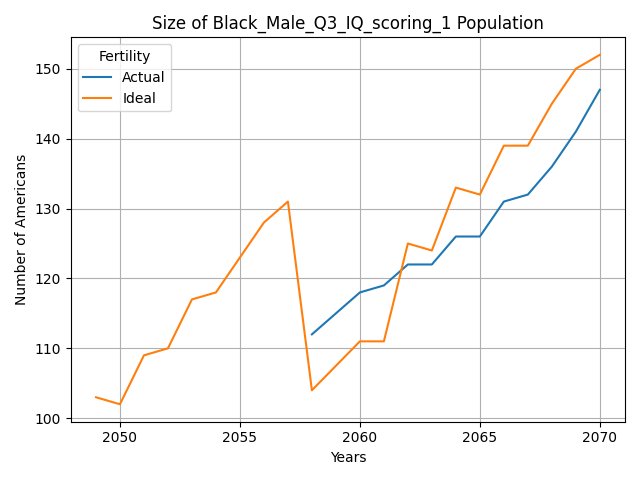 Size of Black_Male_Q3_IQ_scoring_1 Population
Fertility
Actual
Ideal
Number of Americans
150
140
130
120
110
100
2050 2055 2060 2065 2070
Years